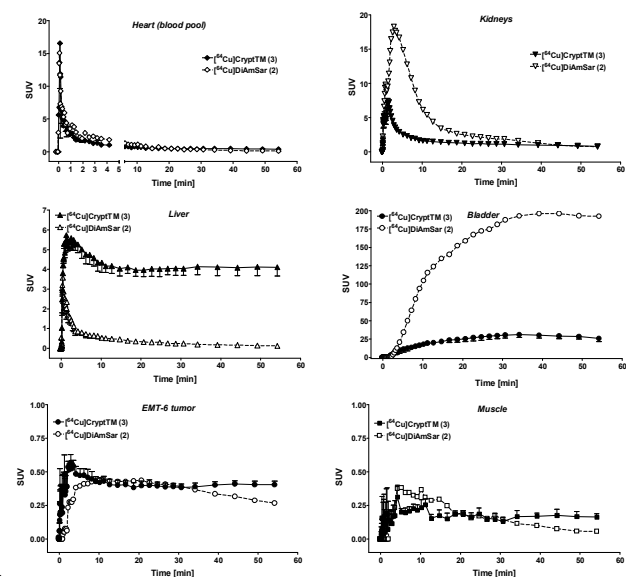 Heart (blood pool)
[⁶⁴Cu]CryptTM (3)
[⁶⁴Cu]DiAmSar (2)
SUV
20
15
10
5
0
0 1 2 3 4 5 10 20 30 40 50 60
Time [min]
Kidneys
[⁶⁴Cu]CryptTM (3)
[⁶⁴Cu]DiAmSar (2)
SUV
20
15
10
5
0
0 10 20 30 40 50 60
Time [min]
Liver
[⁶⁴Cu]CryptTM (3)
[⁶⁴Cu]DiAmSar (2)
SUV
7
6
5
4
3
2
1
0
0 10 20 30 40 50 60
Time [min]
Bladder
[⁶⁴Cu]CryptTM (3)
[⁶⁴Cu]DiAmSar (2)
SUV
200
175
150
125
100
75
50
25
0
0 10 20 30 40 50 60
Time [min]
EMT-6 tumor
[⁶⁴Cu]CryptTM (3)
[⁶⁴Cu]DiAmSar (2)
SUV
1.00
0.75
0.50
0.25
0.00
0 10 20 30 40 50 60
Time [min]
Muscle
[⁶⁴Cu]CryptTM (3)
[⁶⁴Cu]DiAmSar (2)
SUV
1.00
0.75
0.50
0.25
0.00
0 10 20 30 40 50 60
Time [min]